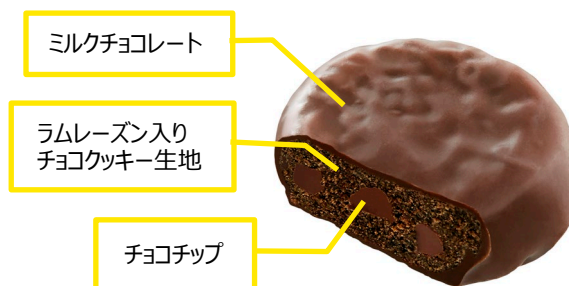 ミルクチョコレート
ラムレーズン入り
チョコクッキー生地
チョコチップ